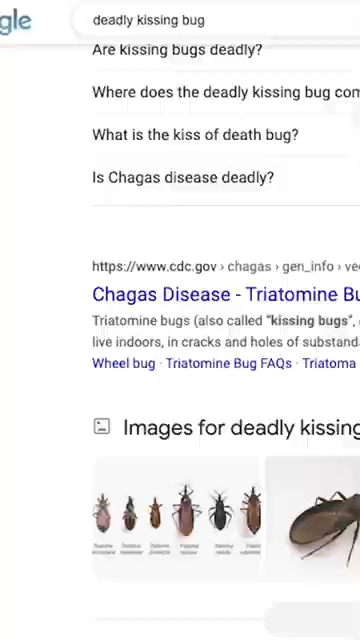 gle
deadly kissing bug
Are kissing bugs deadly?
Where does the deadly kissing bug com
What is the kiss of death bug?
Is Chagas disease deadly?
https://www.cdc.gov › chagas › gen_info › ve
Chagas Disease - Triatomine Bu
Triatomine bugs (also called "kissing bugs",
live indoors, in cracks and holes of substand
Wheel bug · Triatomine Bug FAQs · Triatoma
Images for deadly kissing